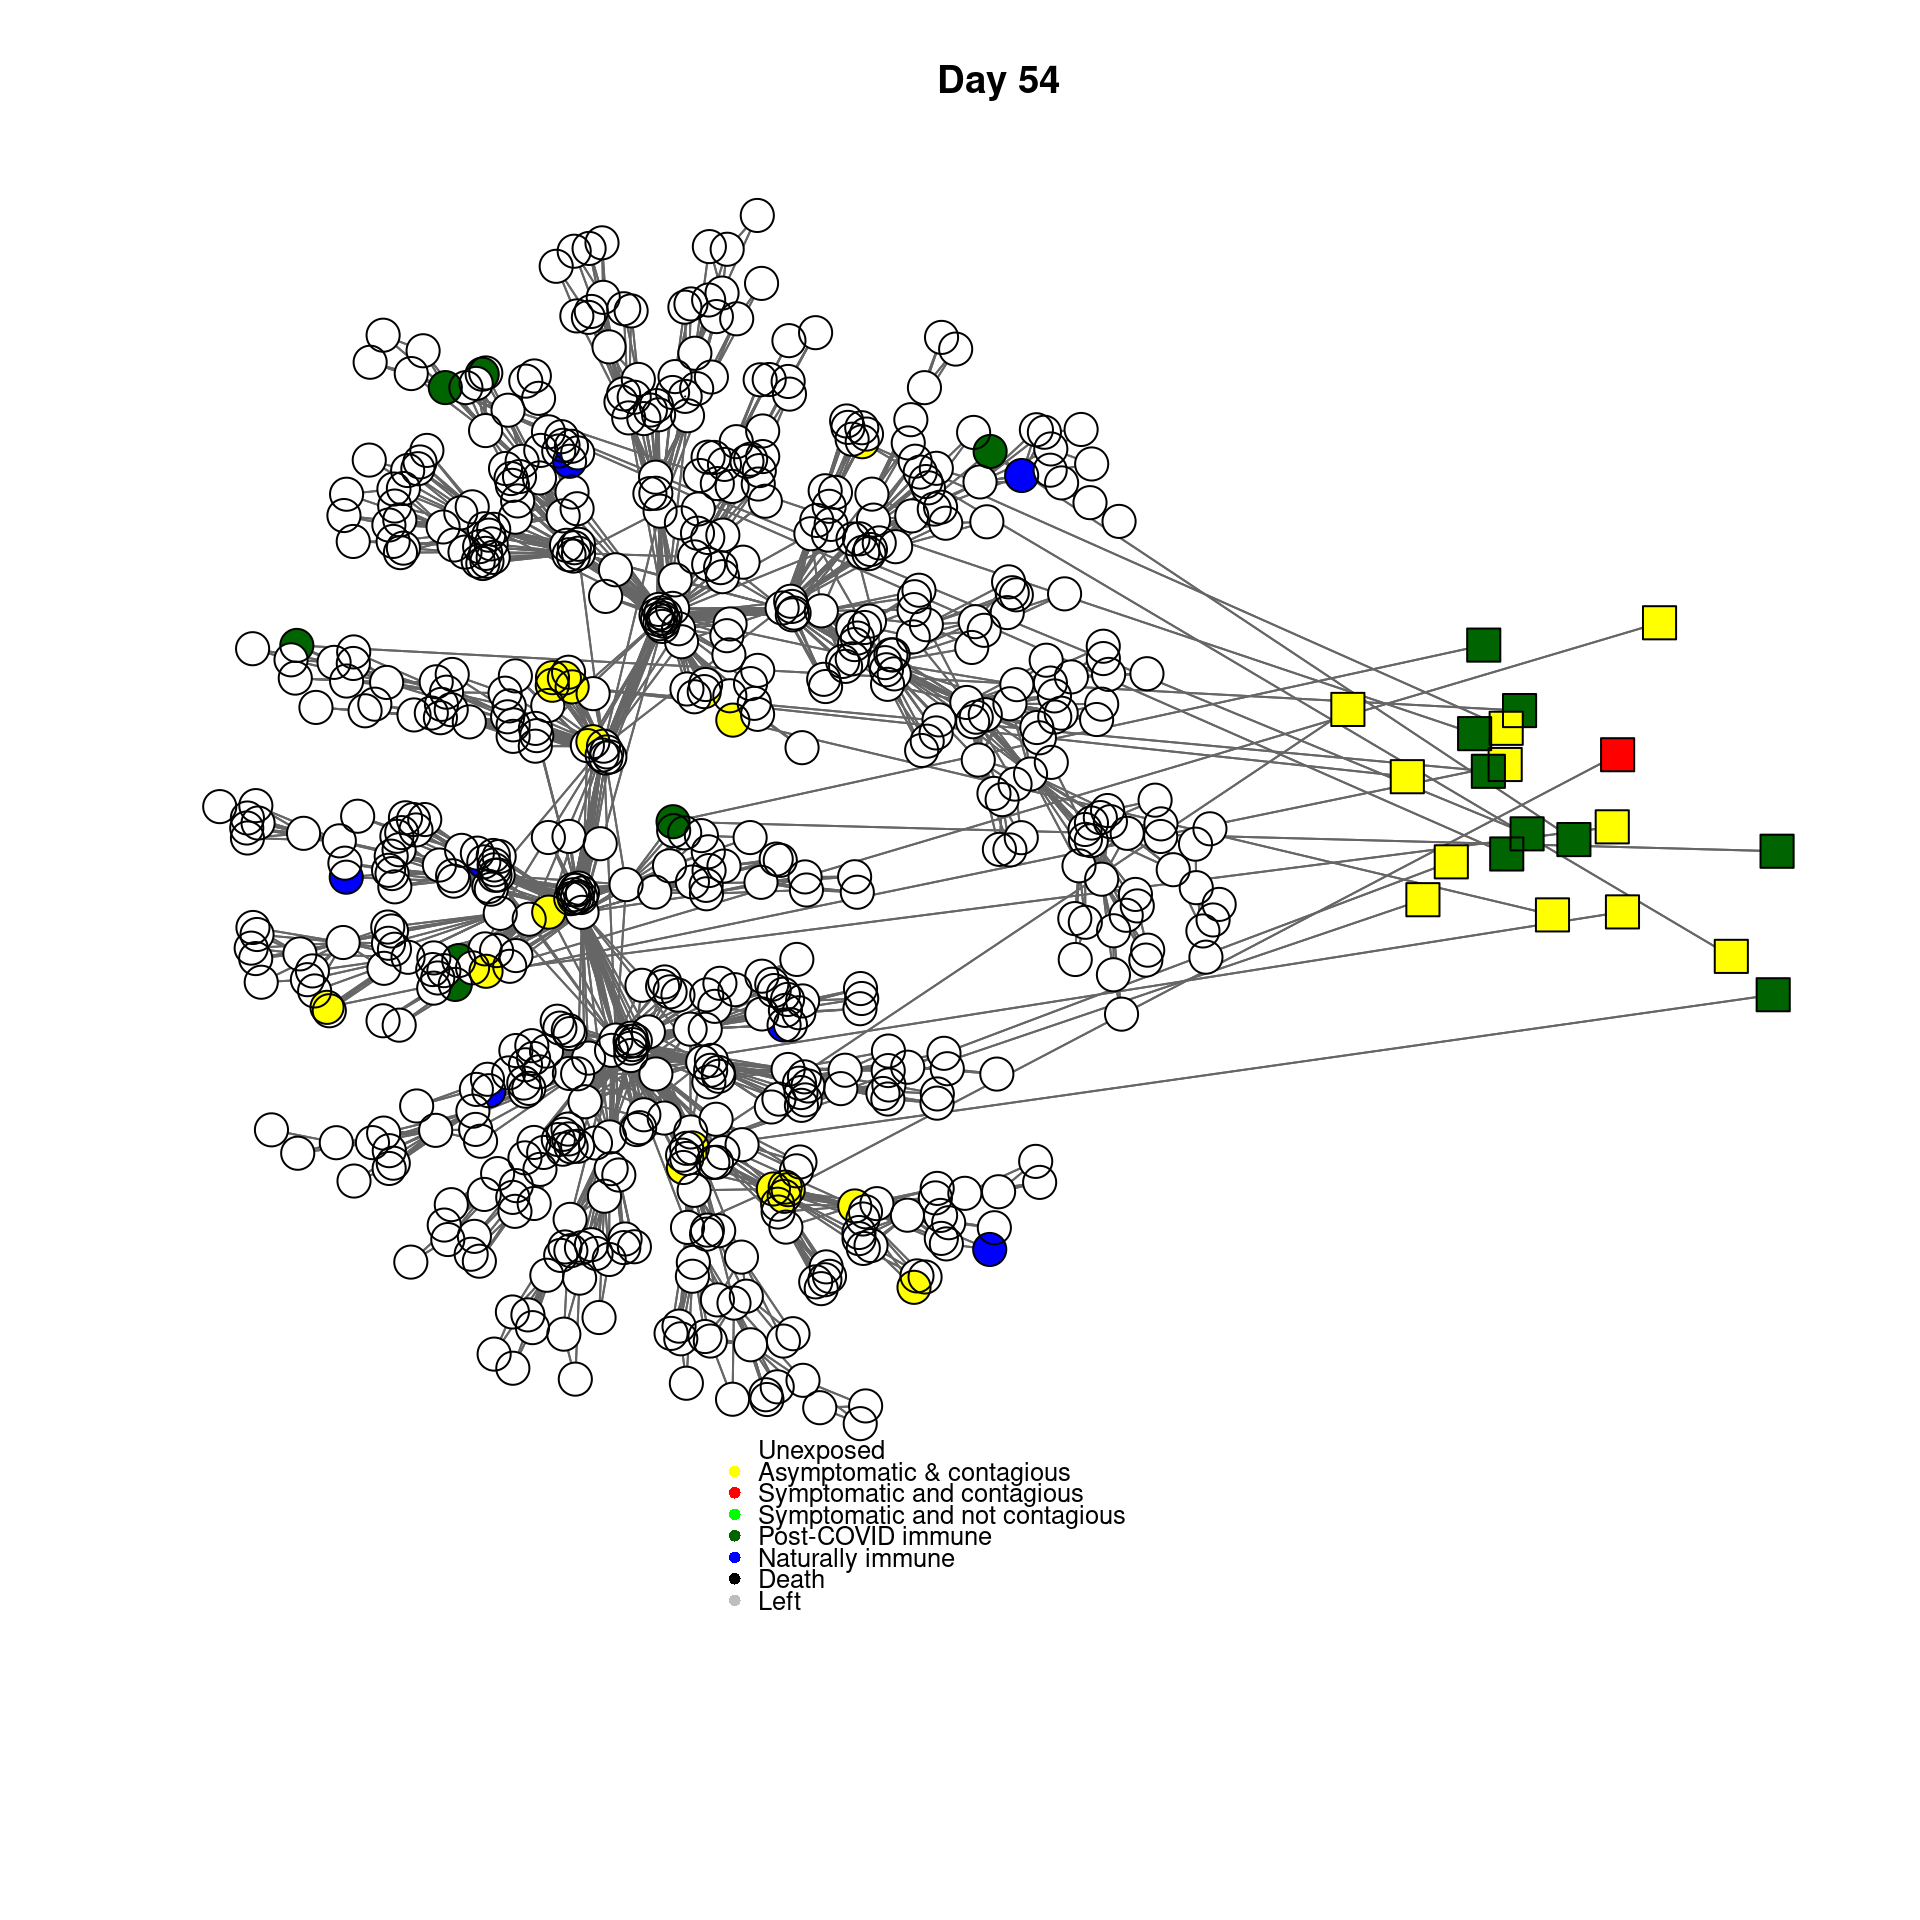 Day 54
Unexposed
Asymptomatic & contagious
Symptomatic and contagious
Symptomatic and not contagious
Post-COVID immune
Naturally immune
Death
Left